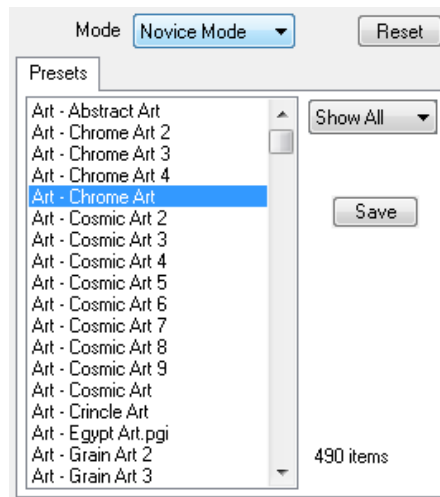 Mode Novice Mode Reset
Presets
Art - Abstract Art
Art - Chrome Art 2
Art - Chrome Art 3
Art - Chrome Art 4
Art - Chrome Art
Art - Cosmic Art 2
Art - Cosmic Art 3
Art - Cosmic Art 4
Art - Cosmic Art 5
Art - Cosmic Art 6
Art - Cosmic Art 7
Art - Cosmic Art 8
Art - Cosmic Art 9
Art - Cosmic Art
Art - Crincle Art
Art - Egypt Art.pgi
Art - Grain Art 2
Art - Grain Art 3
Show All
Save
490 items